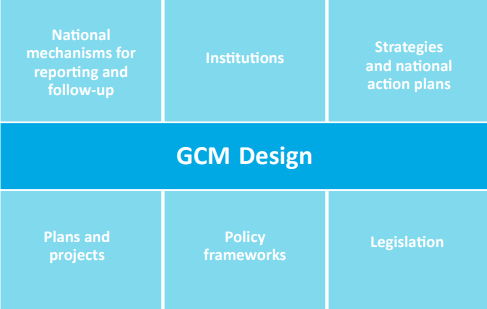 National
mechanisms for
reporting and
follow-up
Institutions
Strategies
and national
action plans
GCM Design
Plans and
projects
Policy
frameworks
Legislation